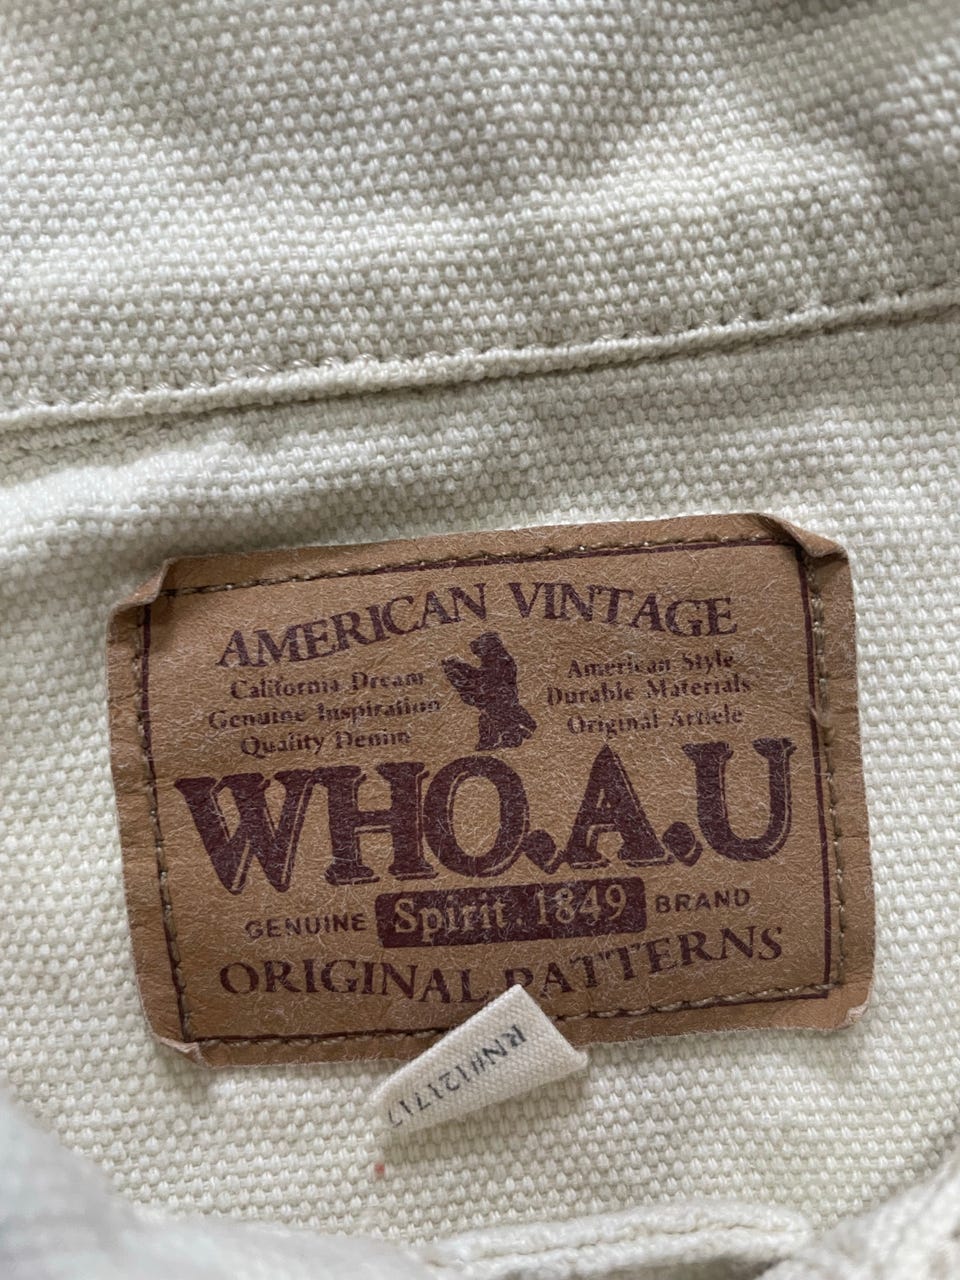 AMERICAN VINTAGE
California Dream
Genuine Inspiration
Quality Denim
American Style
Durable Materials
Original Article
WHO.A.U
GENUINE Spirit.1849 BRAND
ORIGINAL PATTERNS
RN#121717